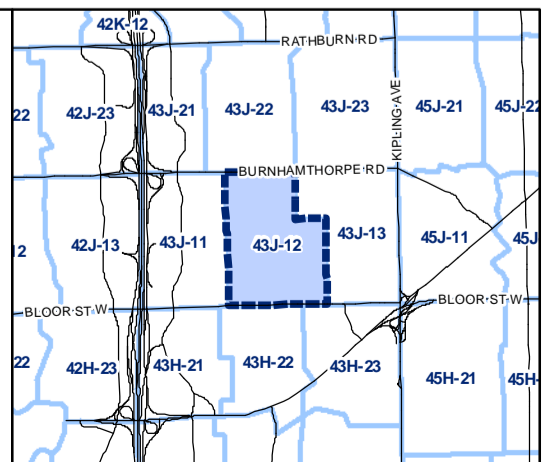 42K-12
RATHBURN RD
22 42J-23 43J-21 43J-22 43J-23 KIPLING AVE 45J-21 45J-22
BURNHAMTHORPE RD
12 42J-13 43J-11 43J-12 43J-13 45J-11 45J
BLOOR ST W BLOOR ST W
22 42H-23 43H-21 43H-22 43H-23 45H-21 45H-